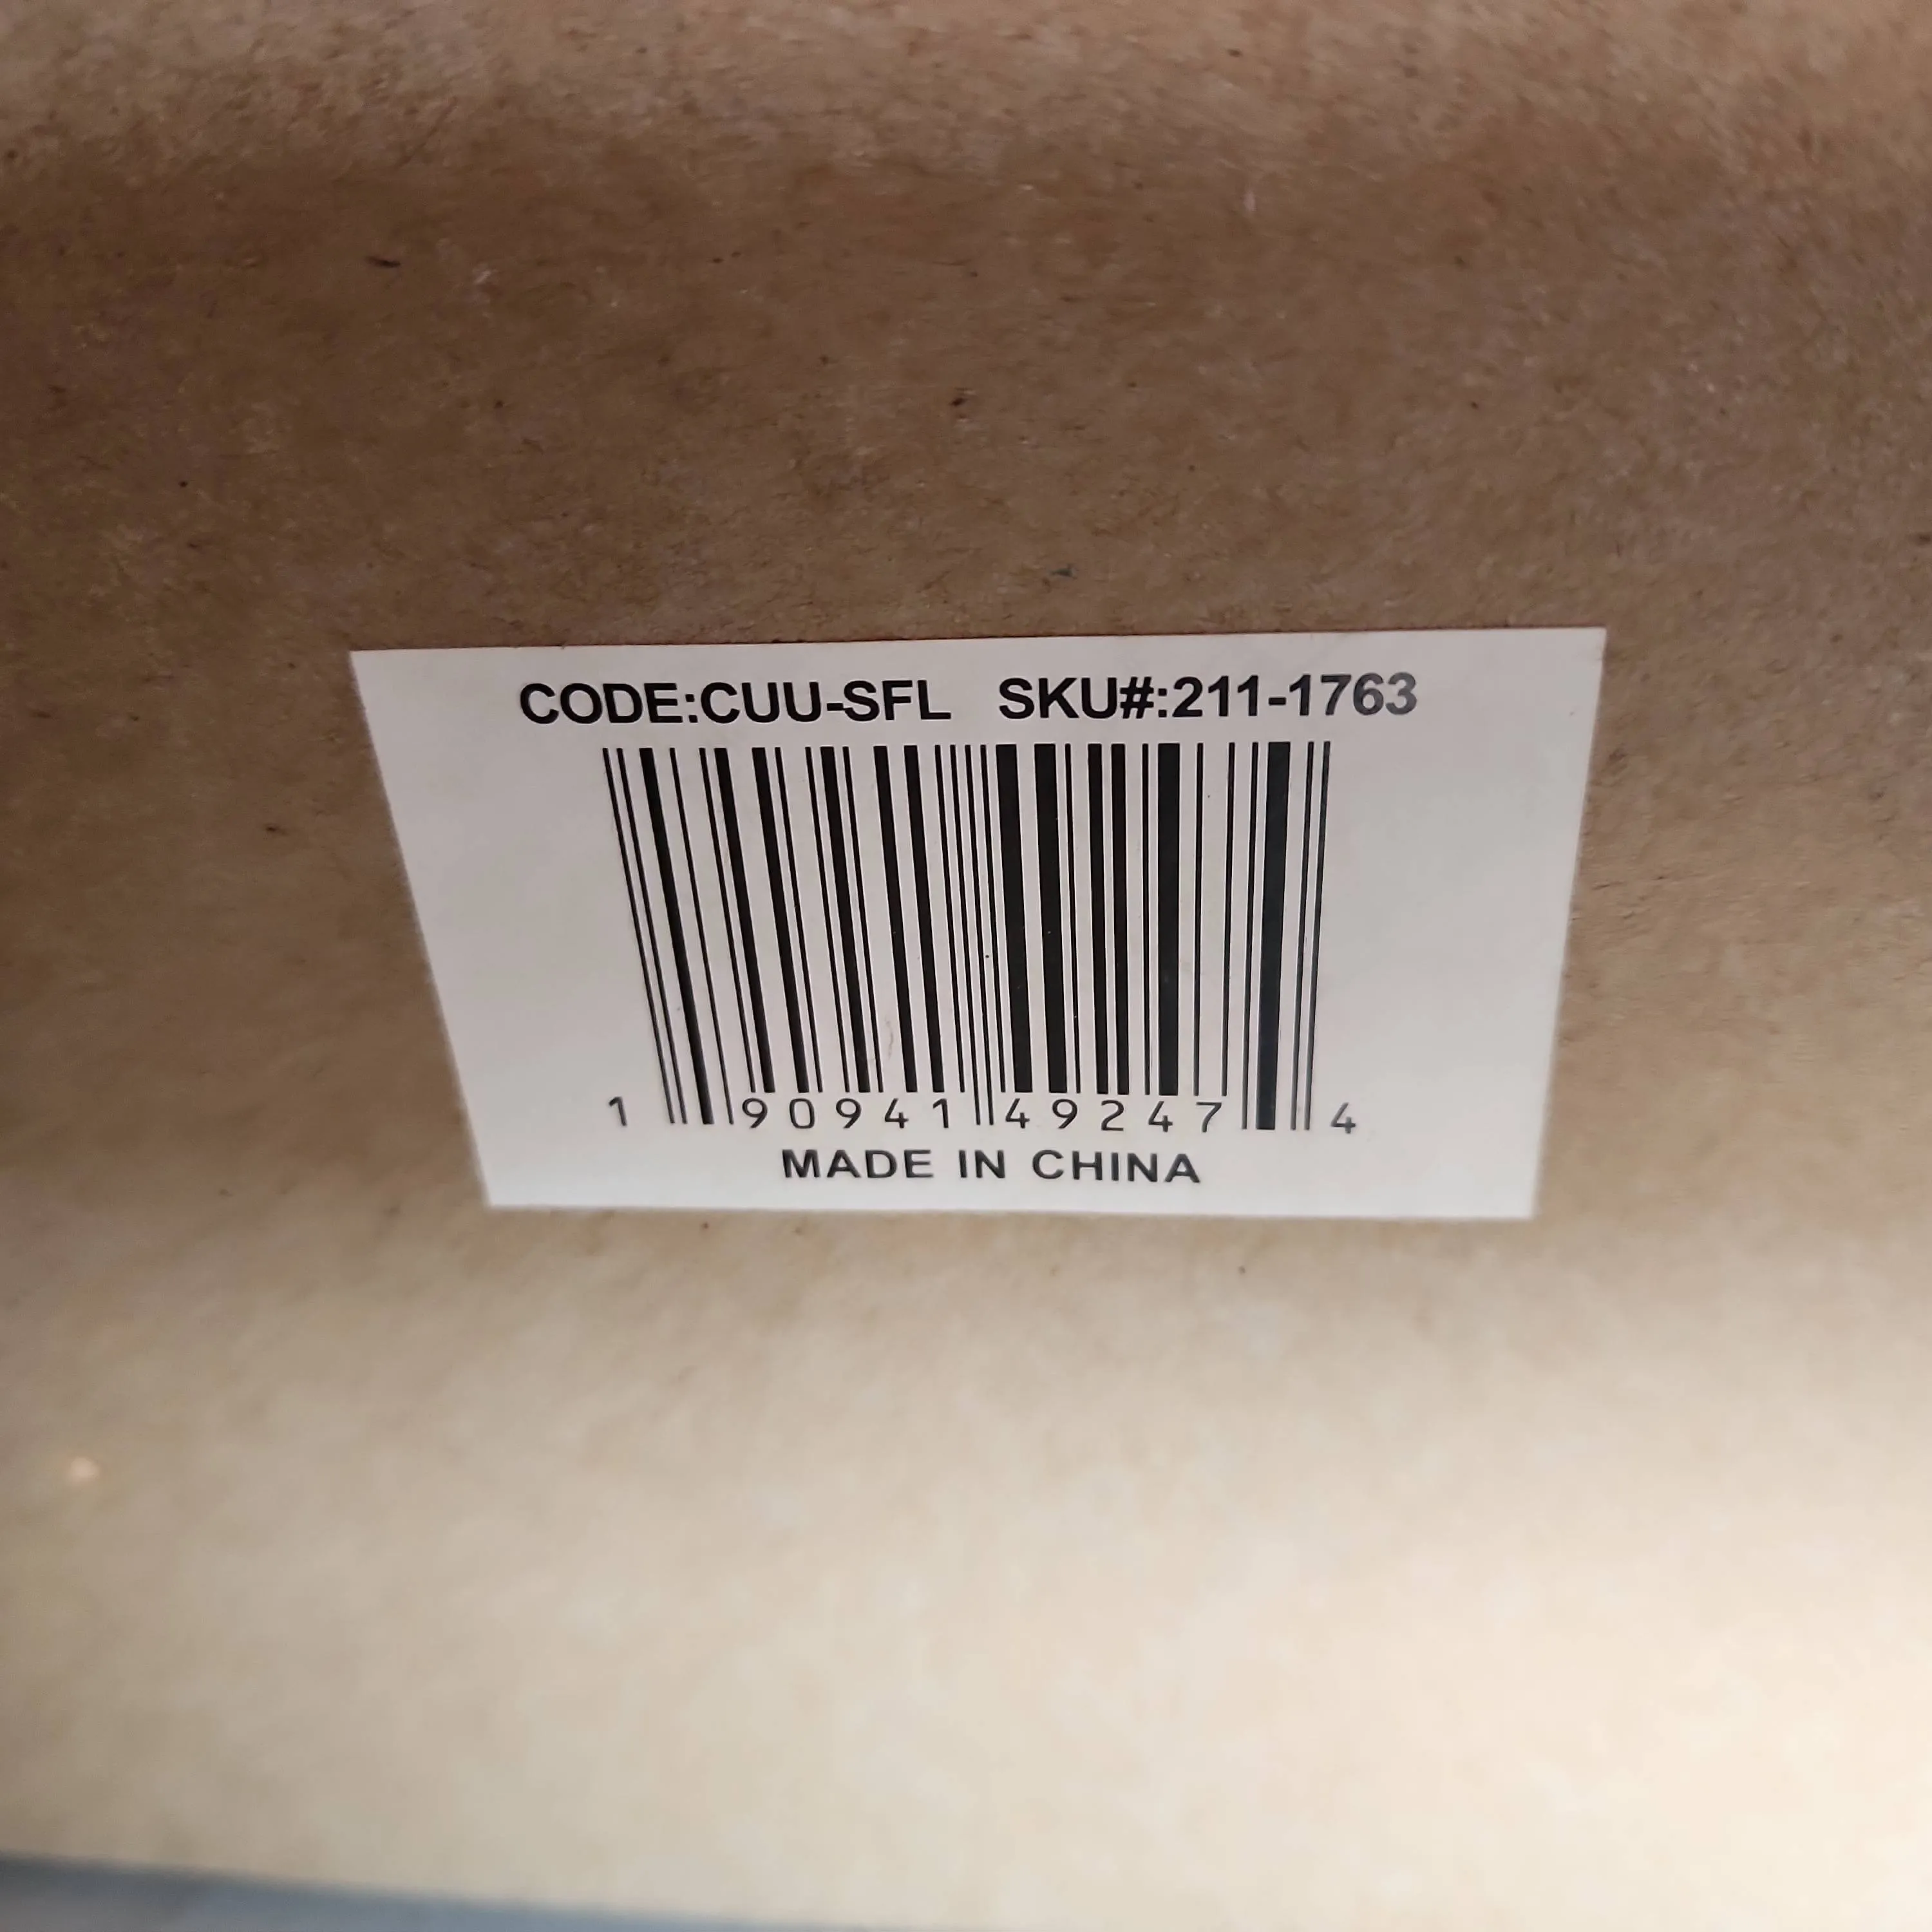 CODE:CUU-SFL SKU#:211-1763
1 90941 49247 4
MADE IN CHINA